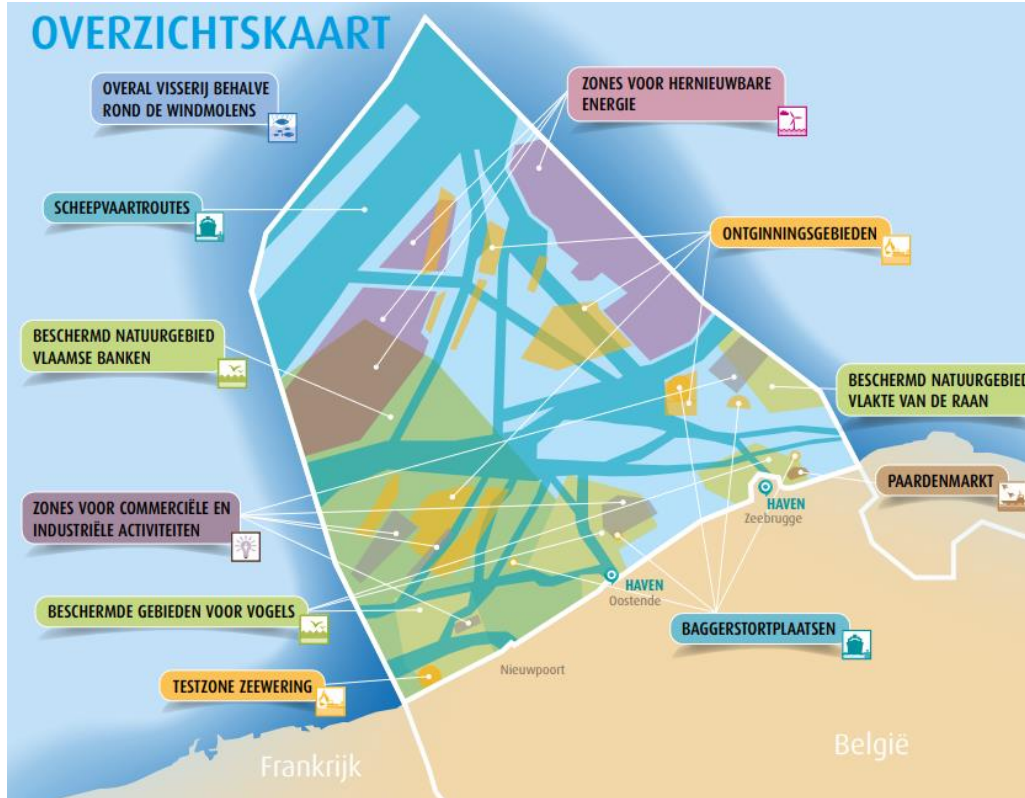 OVERZICHTSKAART
OVERAL VISSERIJ BEHALVE
ROND DE WINDMOLENS
ZONES VOOR HERNIEUWBARE
ENERGIE
SCHEEPVAARTROUTES
ONTGINNINGSGEBIEDEN
BESCHERMD NATUURGEBIED
VLAAMSE BANKEN
BESCHERMD NATUURGEBIED
VLAKTE VAN DE RAAN
PAARDENMARKT
ZONES VOOR COMMERCIËLE EN
INDUSTRIËLE ACTIVITEITEN
HAVEN
Zeebrugge
HAVEN
Oostende
BESCHERMDE GEBIEDEN VOOR VOGELS
BAGGERSTORTPLAATSEN
Nieuwpoort
TESTZONE ZEEWERING
België
Frankrijk